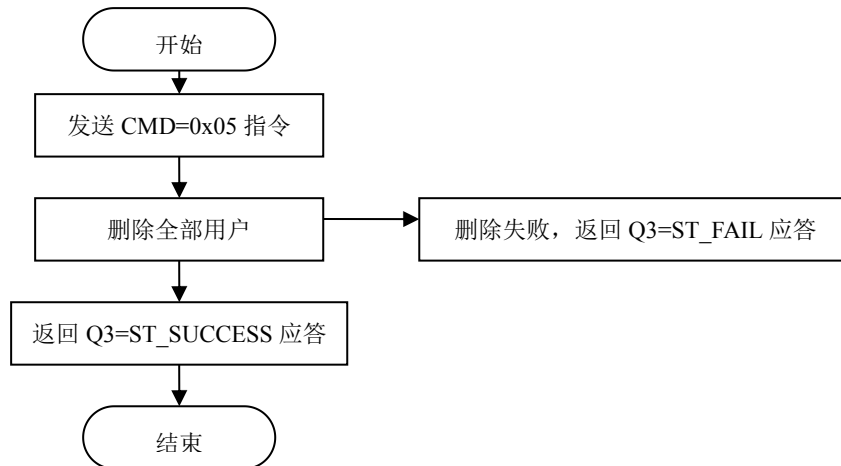 开始
发送 CMD=0x05 指令
删除全部用户
删除失败，返回 Q3=ST_FAIL 应答
返回 Q3=ST_SUCCESS 应答
结束